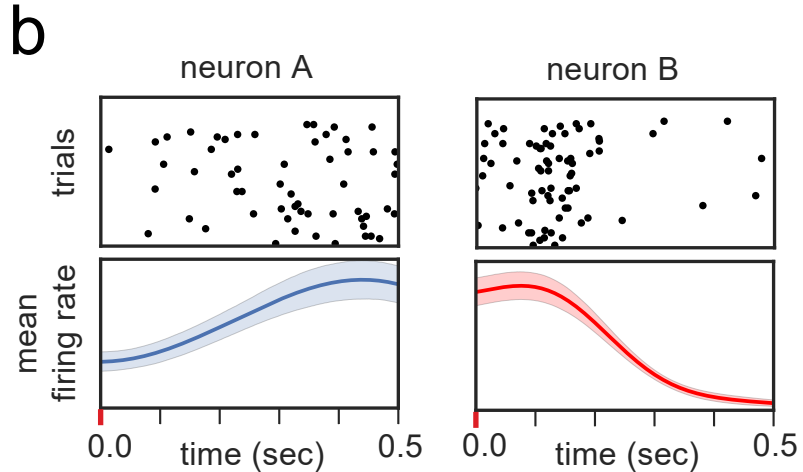 b
neuron A
neuron B
trials
mean
firing rate
0.0
0.5
time (sec)
0.0
0.5
time (sec)